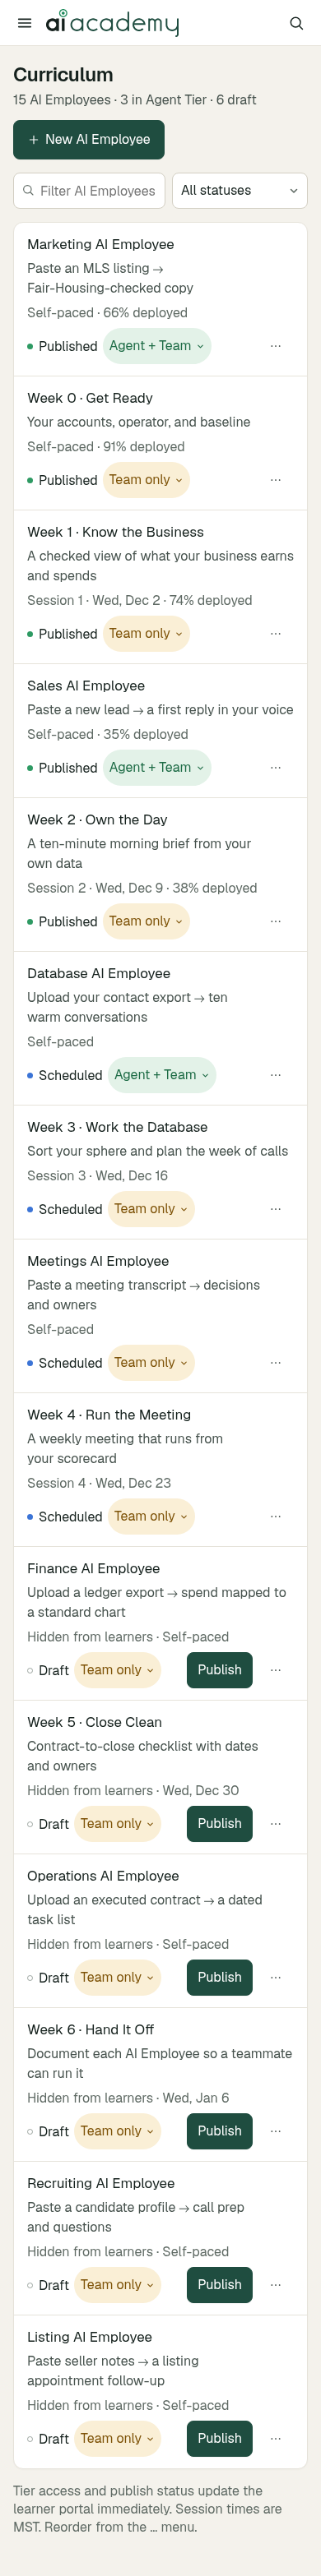 ai academy
Curriculum
15 AI Employees · 3 in Agent Tier · 6 draft
+ New AI Employee
Filter AI Employees
All statuses
Marketing AI Employee
Paste an MLS listing →
Fair-Housing-checked copy
Self-paced · 66% deployed
Published Agent + Team ...
Week 0 · Get Ready
Your accounts, operator, and baseline
Self-paced · 91% deployed
Published Team only ...
Week 1 · Know the Business
A checked view of what your business earns
and spends
Session 1 · Wed, Dec 2 · 74% deployed
Published Team only ...
Sales AI Employee
Paste a new lead → a first reply in your voice
Self-paced · 35% deployed
Published Agent + Team ...
Week 2 · Own the Day
A ten-minute morning brief from your
own data
Session 2 · Wed, Dec 9 · 38% deployed
Published Team only ...
Database AI Employee
Upload your contact export → ten
warm conversations
Self-paced
Scheduled Agent + Team ...
Week 3 · Work the Database
Sort your sphere and plan the week of calls
Session 3 · Wed, Dec 16
Scheduled Team only ...
Meetings AI Employee
Paste a meeting transcript → decisions
and owners
Self-paced
Scheduled Team only ...
Week 4 · Run the Meeting
A weekly meeting that runs from
your scorecard
Session 4 · Wed, Dec 23
Scheduled Team only ...
Finance AI Employee
Upload a ledger export → spend mapped to
a standard chart
Hidden from learners · Self-paced
Draft Team only Publish ...
Week 5 · Close Clean
Contract-to-close checklist with dates
and owners
Hidden from learners · Wed, Dec 30
Draft Team only Publish ...
Operations AI Employee
Upload an executed contract → a dated
task list
Hidden from learners · Self-paced
Draft Team only Publish ...
Week 6 · Hand It Off
Document each AI Employee so a teammate
can run it
Hidden from learners · Wed, Jan 6
Draft Team only Publish ...
Recruiting AI Employee
Paste a candidate profile → call prep
and questions
Hidden from learners · Self-paced
Draft Team only Publish ...
Listing AI Employee
Paste seller notes → a listing
appointment follow-up
Hidden from learners · Self-paced
Draft Team only Publish ...
Tier access and publish status update the
learner portal immediately. Session times are
MST. Reorder from the … menu.